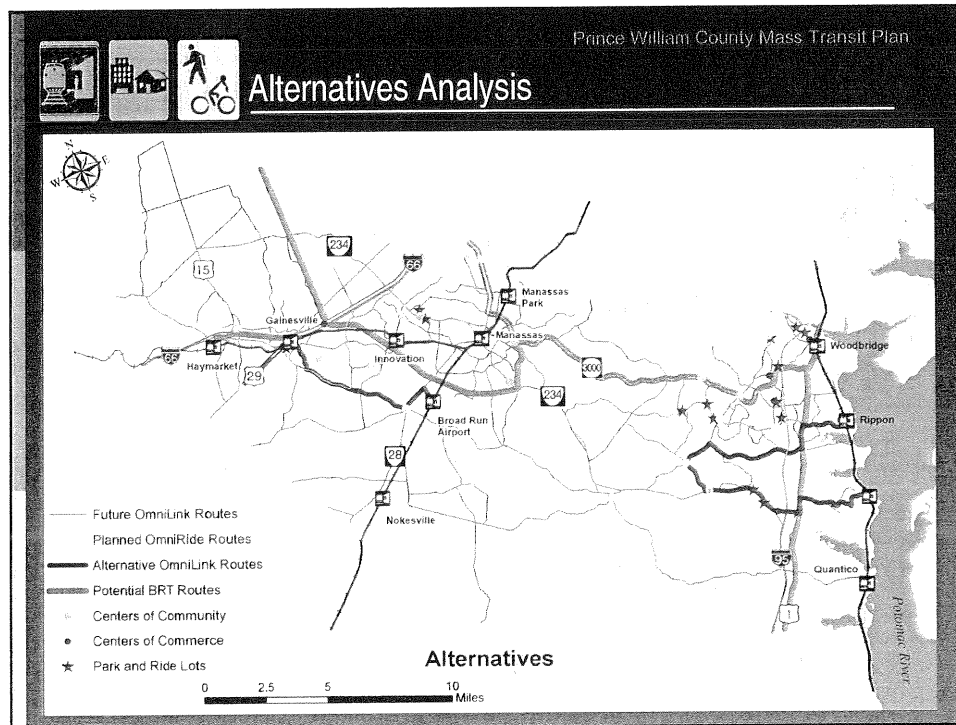 Prince William County Mass Transit Plan
Alternatives Analysis
N
W
E
S
234
15
66
Manassas
Park
Gainesville
Manassas
Woodbridge
66
Innovation
Haymarket
3000
29
234
Broad Run
Airport
Rippon
28
Nokesville
Future OmniLink Routes
Planned OmniRide Routes
Alternative OmniLink Routes
95
Potential BRT Routes
Quantico
Centers of Community
1
Centers of Commerce
Potomac River
Park and Ride Lots
Alternatives
0 2.5 5 10
Miles